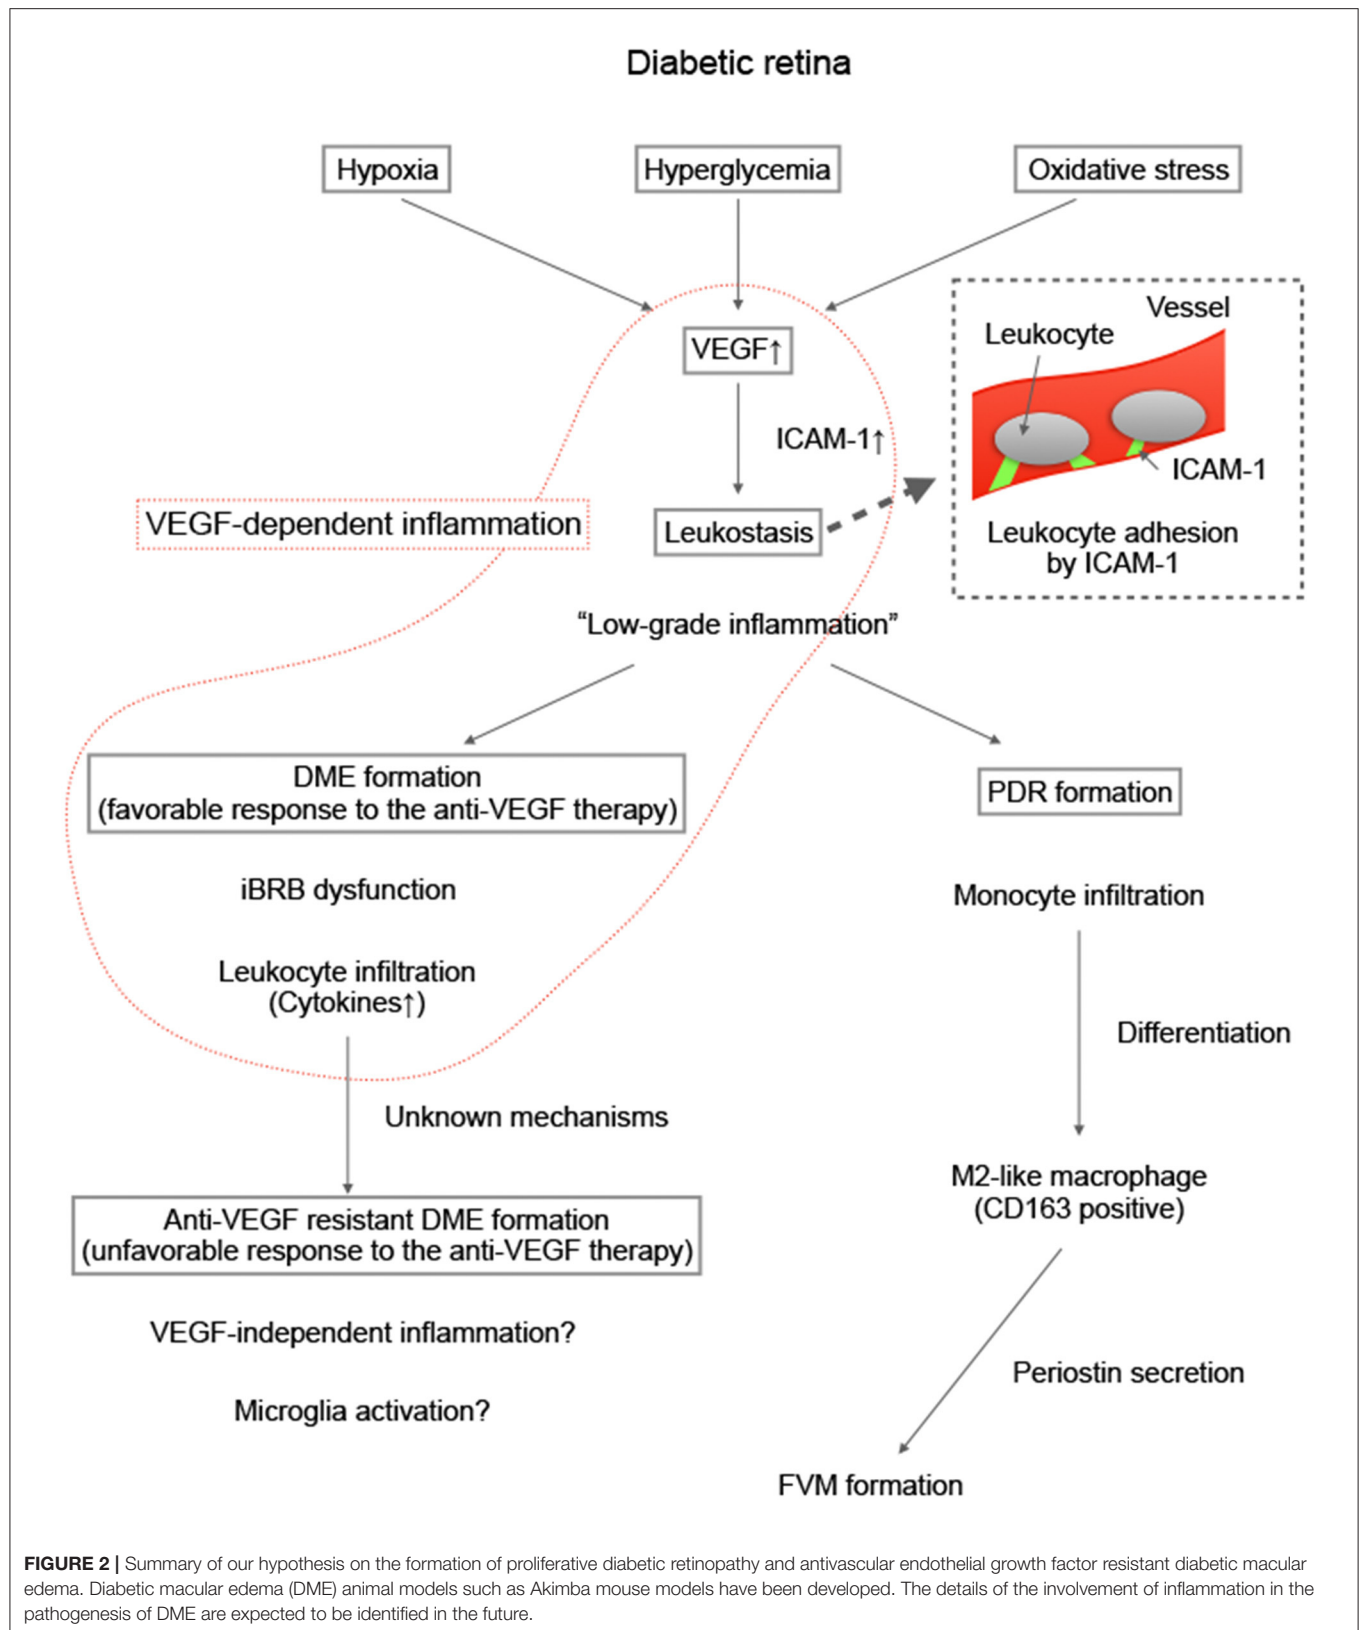 Diabetic retina
Hypoxia
Hyperglycemia
Oxidative stress
VEGF↑
ICAM-1↑
Leukostasis
VEGF-dependent inflammation
Vessel
Leukocyte
ICAM-1
Leukocyte adhesion
by ICAM-1
“Low-grade inflammation”
DME formation
(favorable response to the anti-VEGF therapy)
iBRB dysfunction
Leukocyte infiltration
(Cytokines↑)
Unknown mechanisms
Anti-VEGF resistant DME formation
(unfavorable response to the anti-VEGF therapy)
VEGF-independent inflammation?
Microglia activation?
PDR formation
Monocyte infiltration
Differentiation
M2-like macrophage
(CD163 positive)
Periostin secretion
FVM formation
FIGURE 2 | Summary of our hypothesis on the formation of proliferative diabetic retinopathy and antivascular endothelial growth factor resistant diabetic macular
edema. Diabetic macular edema (DME) animal models such as Akimba mouse models have been developed. The details of the involvement of inflammation in the
pathogenesis of DME are expected to be identified in the future.